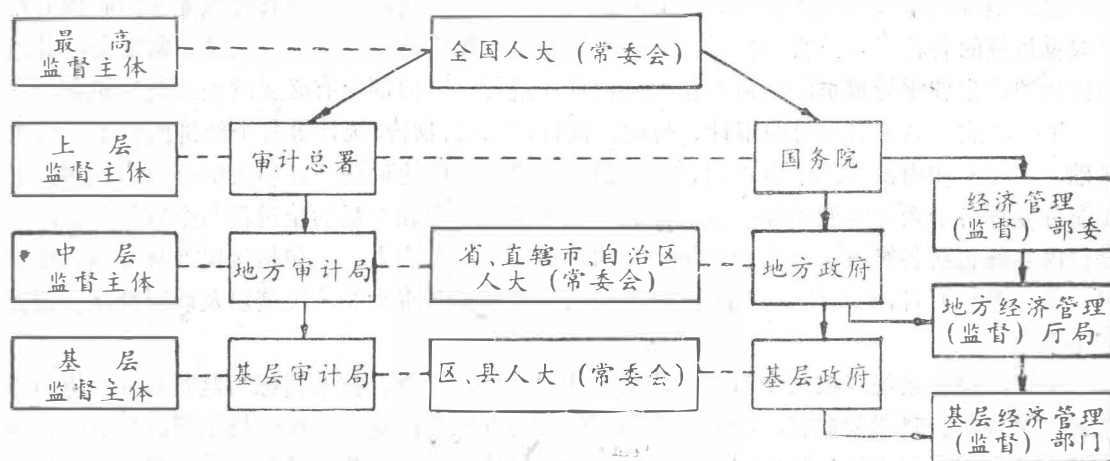 最高
监督主体
全国人大（常委会）
上层
监督主体
审计总署
国务院
经济管理
（监督）部委
中层
监督主体
地方审计局
省、直辖市、自治区
人大（常委会）
地方政府
地方经济管理
（监督）厅局
基层
监督主体
基层审计局
区、县人大（常委会）
基层政府
基层经济管理
（监督）部门